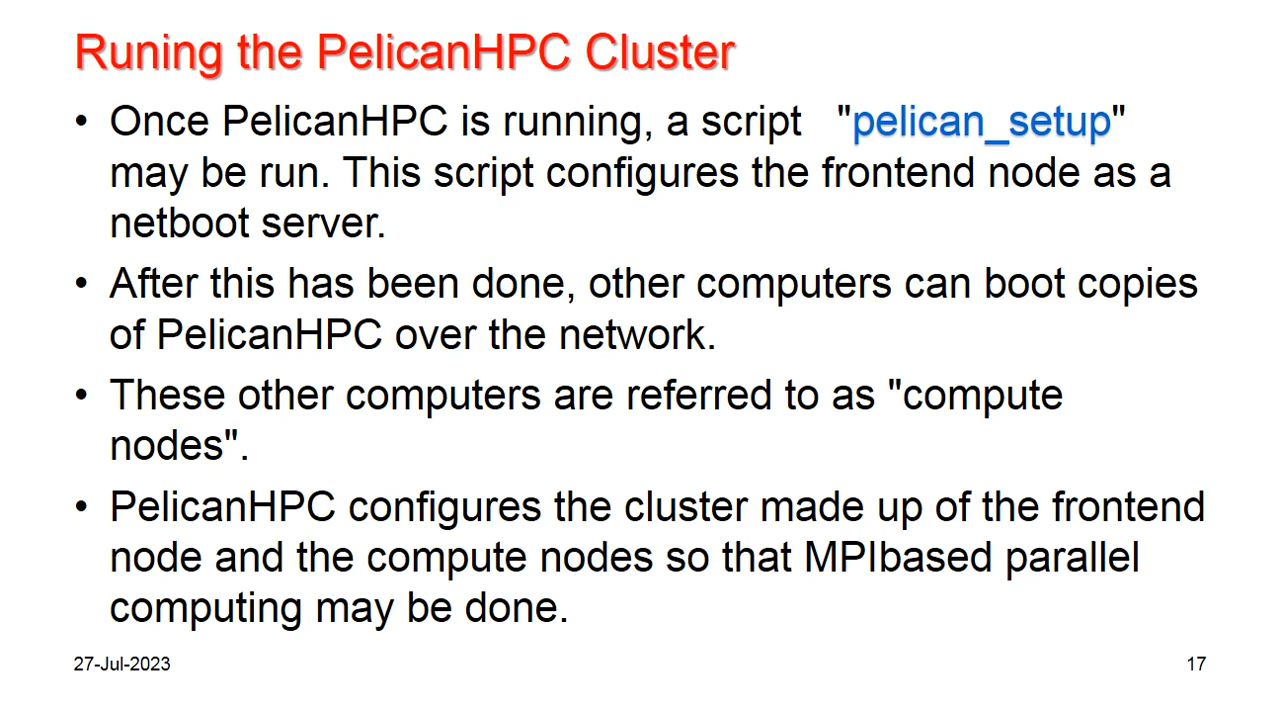 Runing the PelicanHPC Cluster
• Once PelicanHPC is running, a script "pelican_setup"
may be run. This script configures the frontend node as a
netboot server.
• After this has been done, other computers can boot copies
of PelicanHPC over the network.
• These other computers are referred to as "compute
nodes".
• PelicanHPC configures the cluster made up of the frontend
node and the compute nodes so that MPIbased parallel
computing may be done.
27-Jul-2023
17